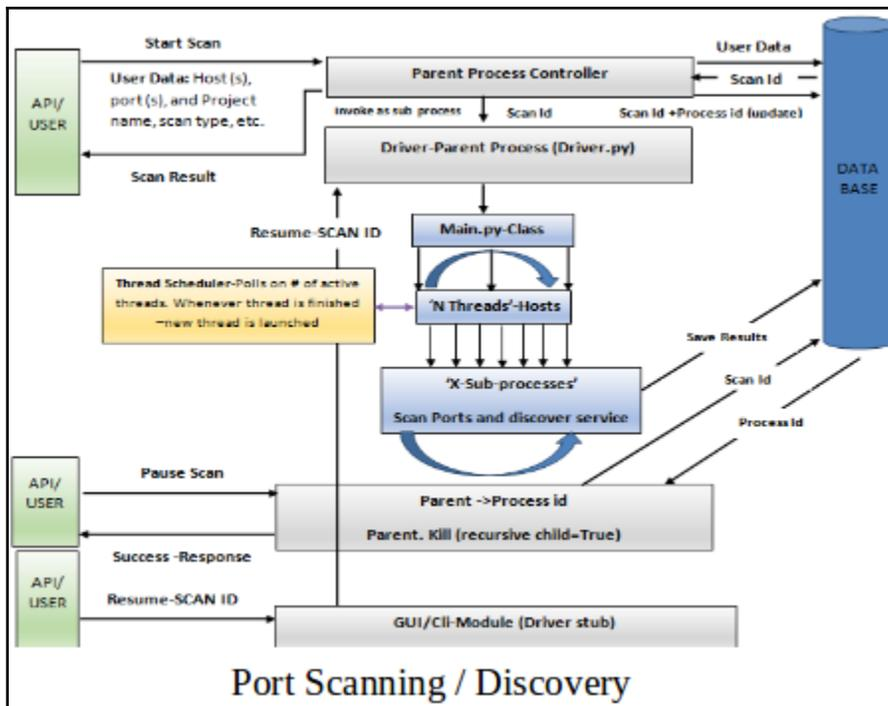 Start Scan
User Data: Host (s),
port (s), and Project
name, scan type, etc.
API/
USER
Scan Result
Parent Process Controller
User Data
Scan Id
Scan Id +Process id (update)
invoke as sub process
Scan Id
Driver-Parent Process (Driver.py)
DATA
BASE
Resume-SCAN ID
Main.py-Class
Thread Scheduler-Polls on # of active
threads. Whenever thread is finished
–new thread is launched
‘N Threads’-Hosts
‘X-Sub-processes’
Scan Ports and discover service
Save Results
Scan Id
Process Id
API/
USER
Pause Scan
Parent ->Process id
Parent. Kill (recursive child=True)
Success -Response
API/
USER
Resume-SCAN ID
GUI/Cli-Module (Driver stub)
Port Scanning / Discovery